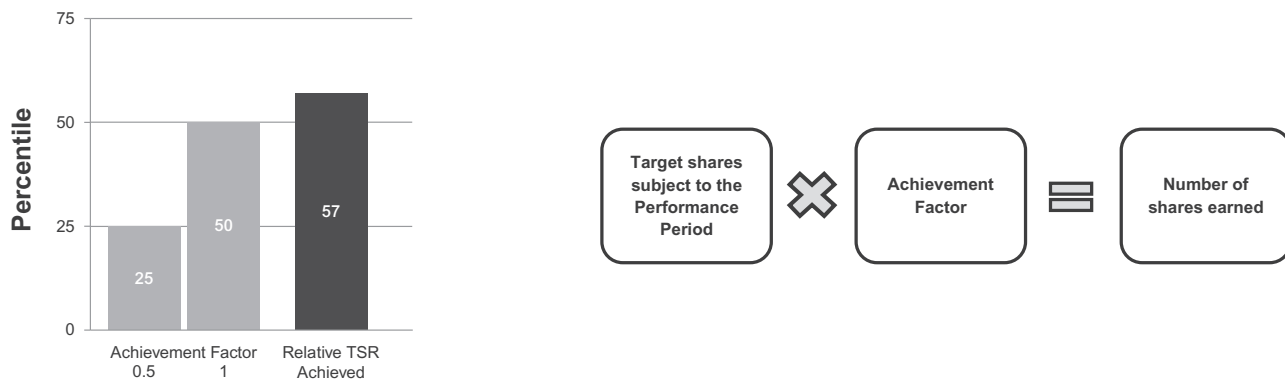 Percentile
75
50
25
0
25
50
57
Achievement Factor
0.5 1
Relative TSR
Achieved
Target shares
subject to the
Performance
Period
Achievement
Factor
Number of
shares earned